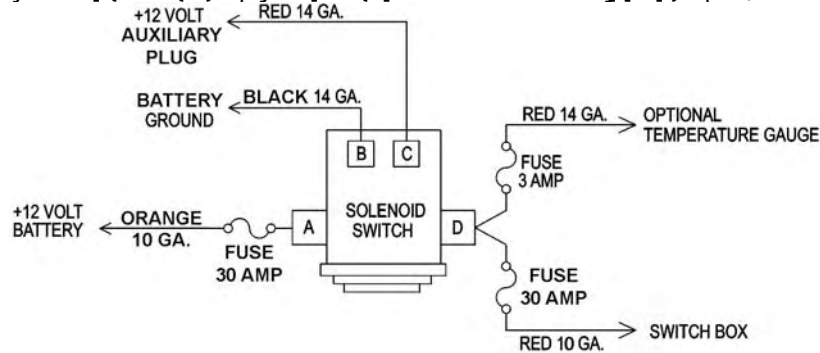 +12 VOLT
AUXILIARY
PLUG
RED 14 GA.
BATTERY
GROUND
BLACK 14 GA.
B
C
RED 14 GA.
OPTIONAL
TEMPERATURE GAUGE
FUSE
3 AMP
+12 VOLT
BATTERY
ORANGE
10 GA.
FUSE
30 AMP
A
SOLENOID
SWITCH
D
FUSE
30 AMP
RED 10 GA.
SWITCH BOX